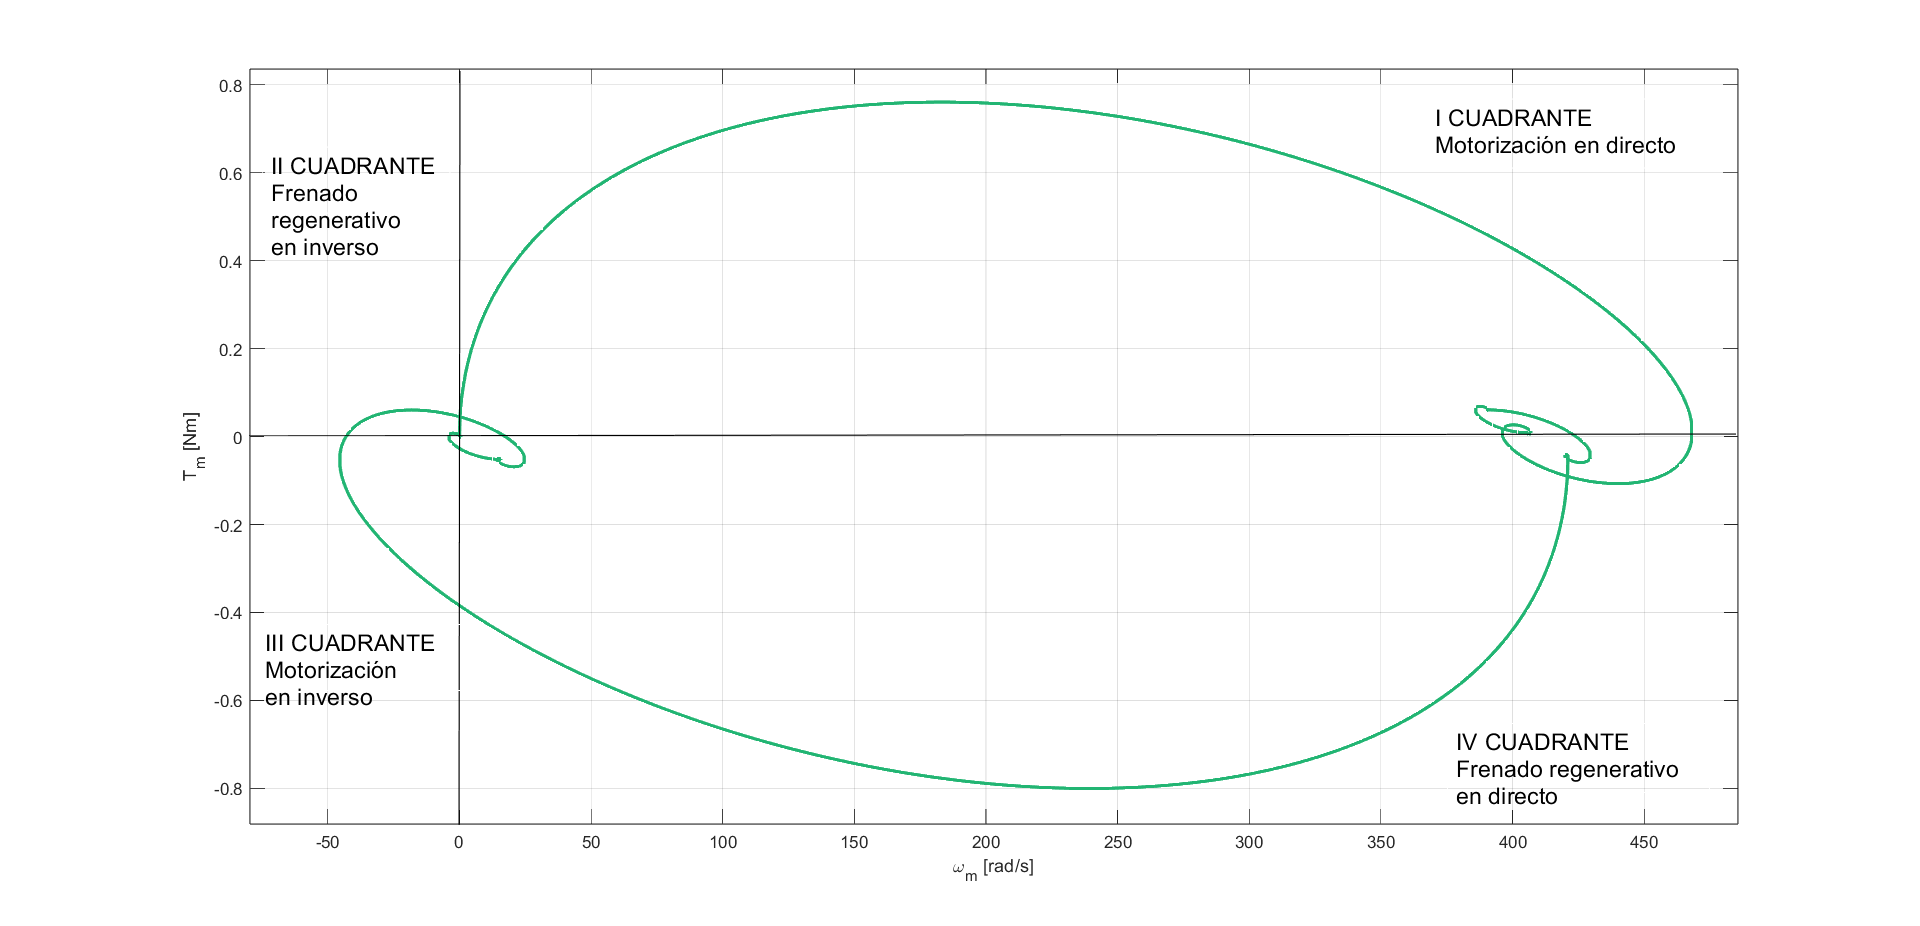 0.8
0.6
0.4
0.2
0
-0.2
-0.4
-0.6
-0.8
T_m [Nm]
I CUADRANTE
Motorización en directo
II CUADRANTE
Frenado
regenerativo
en inverso
III CUADRANTE
Motorización
en inverso
IV CUADRANTE
Frenado regenerativo
en directo
-50 0 50 100 150 200 250 300 350 400 450
ω_m [rad/s]